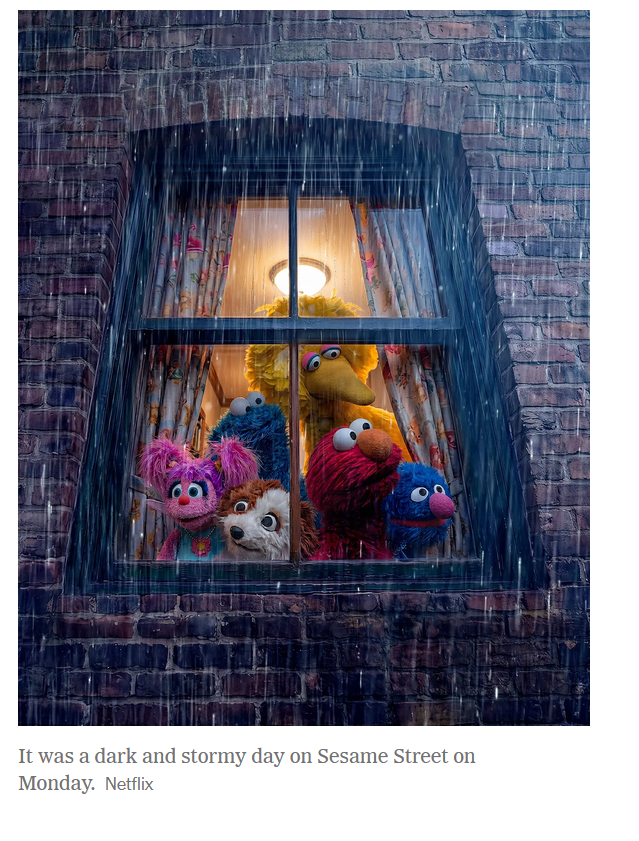 It was a dark and stormy day on Sesame Street on
Monday. Netflix